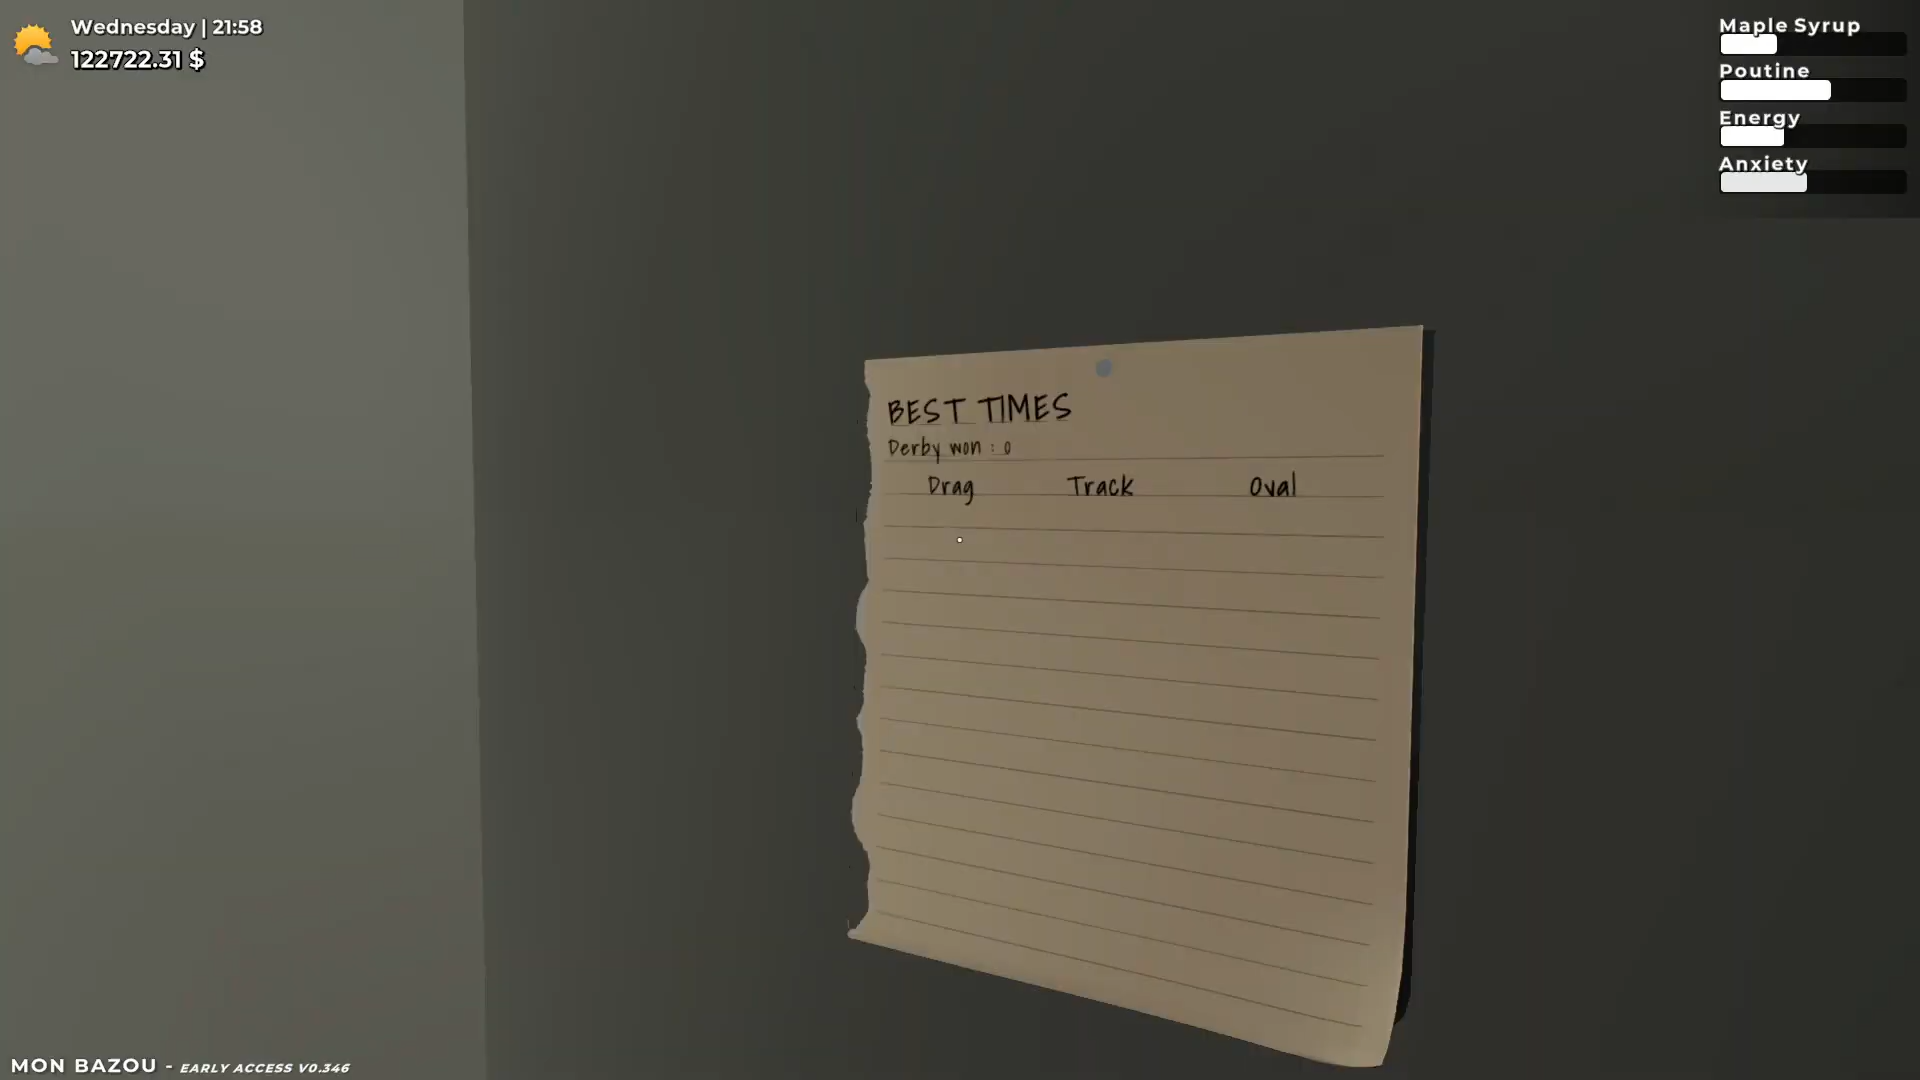 Wednesday | 21:58
122722.31 $
Maple Syrup
Poutine
Energy
Anxiety
BEST TIMES
Derby won : 0
Drag Track Oval
MON BAZOU - EARLY ACCESS V0.346